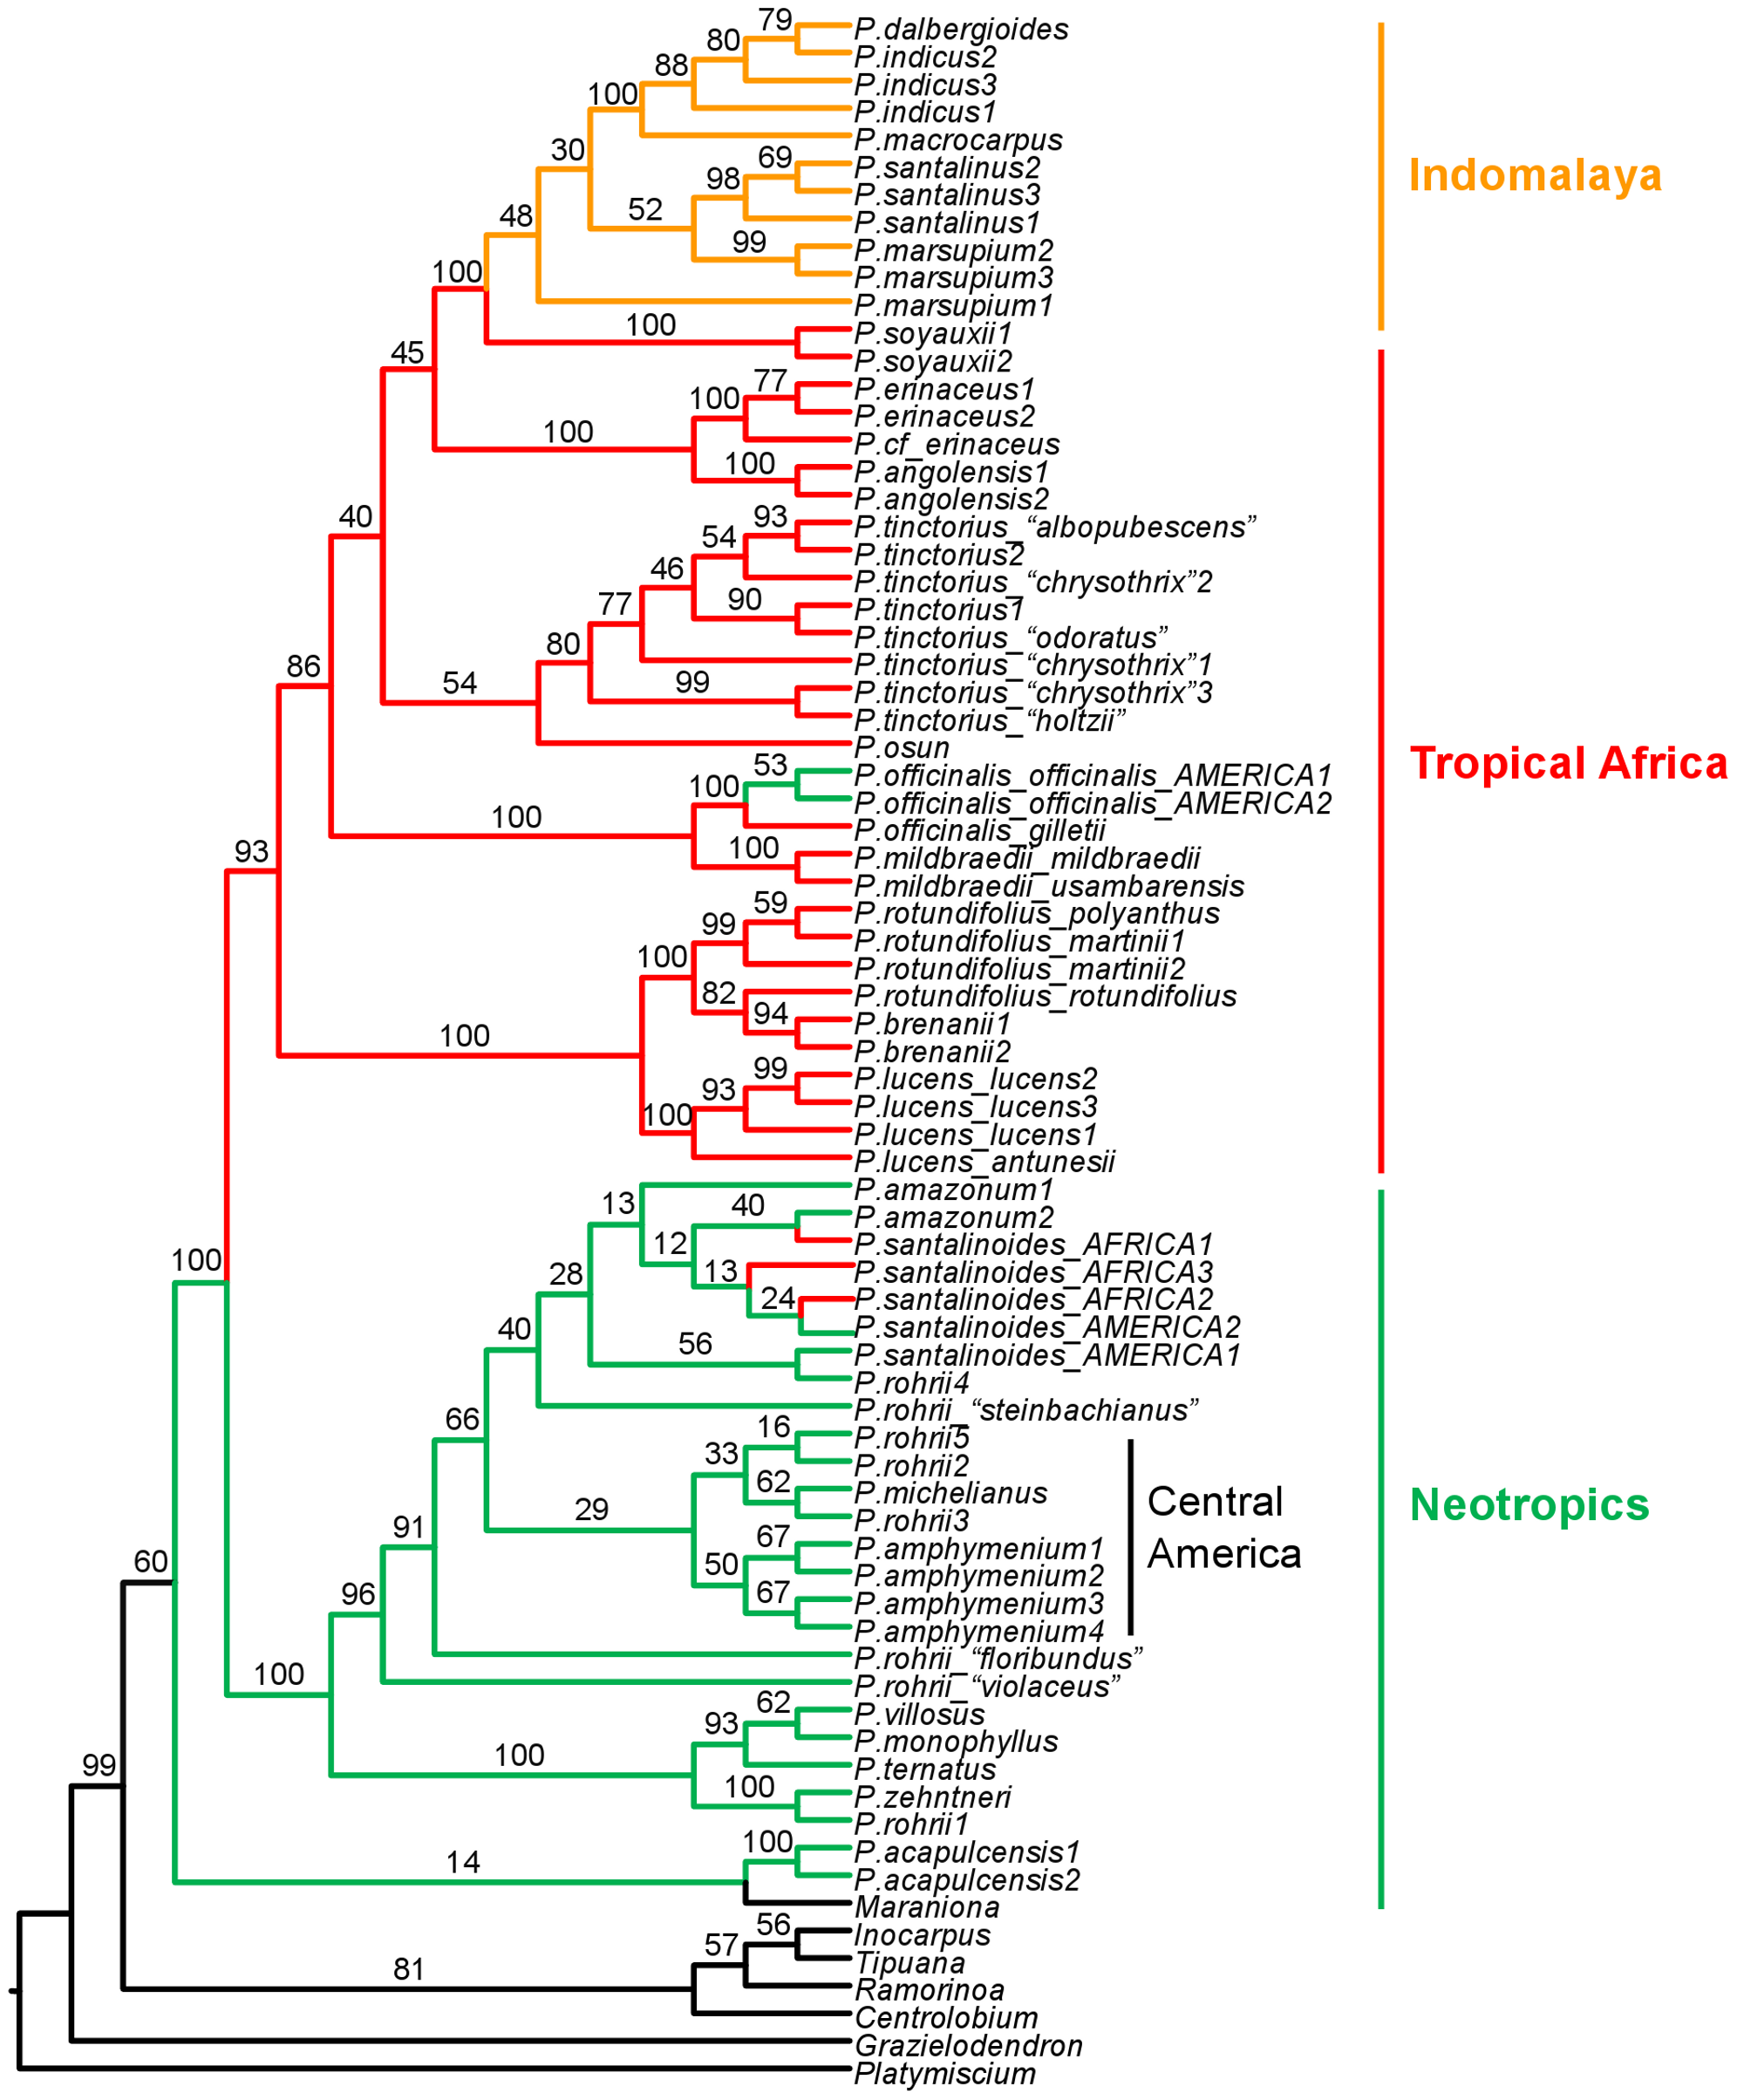 79
P.dalbergioides
80
P.indicus2
88
P.indicus3
100
P.indicus1
P.macrocarpus
30
69
P.santalinus2
98
P.santalinus3
Indomalaya
48
52
P.santalinus1
99
P.marsupium2
P.marsupium3
100
P.marsupium1
100
P.soyauxii1
45
P.soyauxii2
77
P.erinaceus1
100
P.erinaceus2
100
P.cf_erinaceus
100
P.angolensis1
P.angolensis2
40
93
P.tinctorius_“albopubescens”
54
P.tinctorius2
46
P.tinctorius_“chrysothrix”2
77
90
P.tinctorius1
80
P.tinctorius_“odoratus”
86
P.tinctorius_“chrysothrix”1
54
99
P.tinctorius_“chrysothrix”3
P.tinctorius_“holtzii”
P.osun
Tropical Africa
53
P.officinalis_officinalis_AMERICA1
100
P.officinalis_officinalis_AMERICA2
100
P.officinalis_gilletii
93
100
P.mildbraedii_mildbraedii
P.mildbraedii_usambarensis
59
P.rotundifolius_polyanthus
99
P.rotundifolius_martinii1
100
P.rotundifolius_martinii2
82
P.rotundifolius_rotundifolius
94
P.brenanii1
100
P.brenanii2
99
P.lucens_lucens2
93
P.lucens_lucens3
100
P.lucens_lucens1
P.lucens_antunesii
13
P.amazonum1
40
P.amazonum2
12
P.santalinoides_AFRICA1
100
28
13
P.santalinoides_AFRICA3
24
P.santalinoides_AFRICA2
40
P.santalinoides_AMERICA2
56
P.santalinoides_AMERICA1
P.rohrii4
66
P.rohrii_“steinbachianus”
16
P.rohrii5
33
P.rohrii2
62
P.michelianus
Central
Neotropics
29
P.rohrii3
91
67
P.amphymenium1
America
60
50
P.amphymenium2
96
67
P.amphymenium3
P.amphymenium4
P.rohrii_“floribundus”
100
P.rohrii_“violaceus”
62
P.villosus
93
P.monophyllus
99
100
P.ternatus
100
P.zehntneri
P.rohrii1
100
P.acapulcensis1
14
P.acapulcensis2
Maraniona
56
Inocarpus
57
Tipuana
81
Ramorinoa
Centrolobium
Grazielodendron
Platymiscium